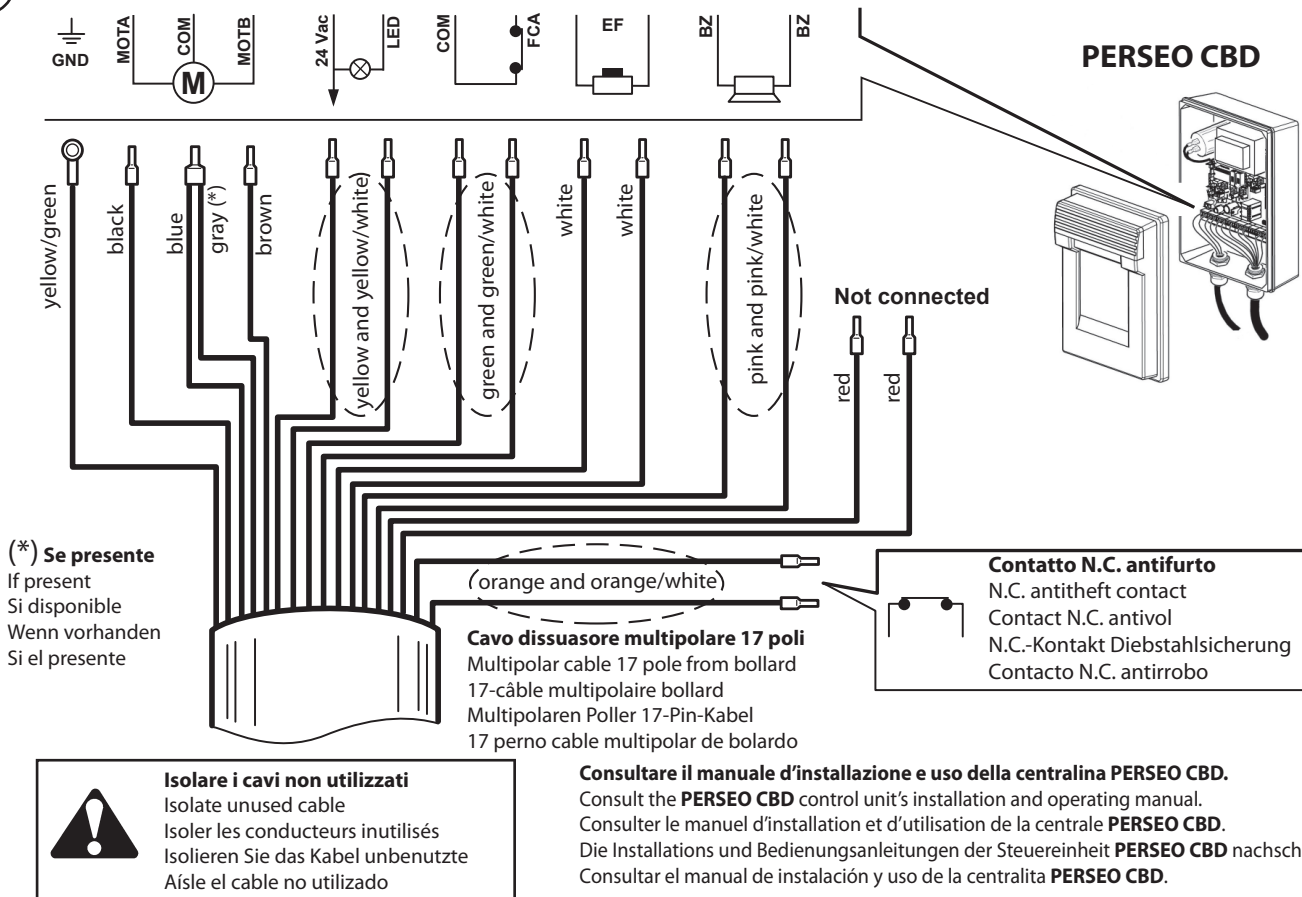 GND
MOTA
COM
MOTB
M
24 Vac
LED
COM
FCA
EF
BZ
BZ
PERSEO CBD
yellow/green
black
blue
gray (*)
brown
yellow and yellow/white
green and green/white
white
white
pink and pink/white
Not connected
red
red
(*) Se presente
If present
Si disponible
Wenn vorhanden
Si el presente
orange and orange/white
Cavo dissuasore multipolare 17 poli
Multipolar cable 17 pole from bollard
17-câble multipolaire bollard
Multipolaren Poller 17-Pin-Kabel
17 perno cable multipolar de bolardo
Contatto N.C. antifurto
N.C. antitheft contact
Contact N.C. antivol
N.C.-Kontakt Diebstahlsicherung
Contacto N.C. antirrobo
Isolare i cavi non utilizzati
Isolate unused cable
Isoler les conducteurs inutilisés
Isolieren Sie das Kabel unbenutzte
Aísle el cable no utilizado
Consultare il manuale d'installazione e uso della centralina PERSEO CBD.
Consult the PERSEO CBD control unit's installation and operating manual.
Consulter le manuel d'installation et d'utilisation de la centrale PERSEO CBD.
Die Installations und Bedienungsanleitungen der Steuereinheit PERSEO CBD nachsch
Consultar el manual de instalación y uso de la centralita PERSEO CBD.